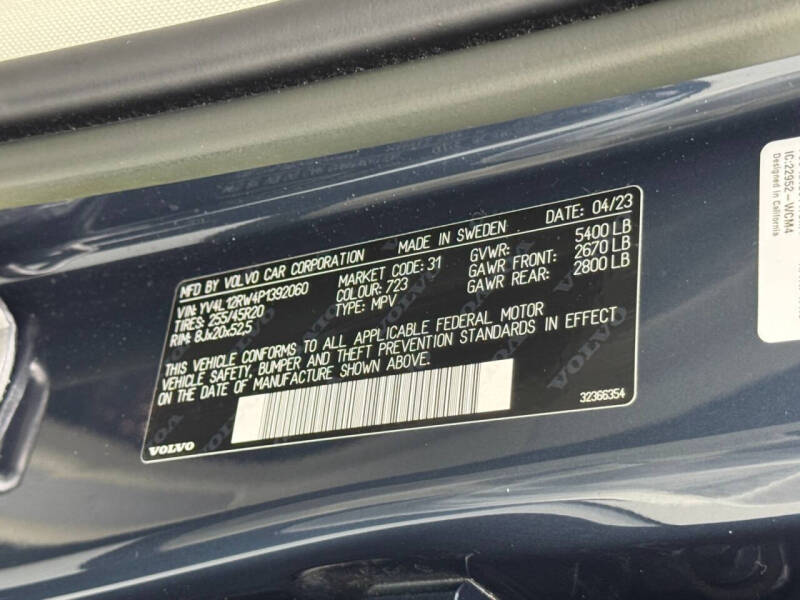 MFD BY VOLVO CAR CORPORATION MADE IN SWEDEN DATE: 04/23
VIN: YV4L12RW4P1392060 MARKET CODE: 31 GVWR: 5400 LB
TIRES: 255/45R20 COLOUR: 723 GAWR FRONT: 2670 LB
RIM: 8Jx20x52,5 TYPE: MPV GAWR REAR: 2800 LB
THIS VEHICLE CONFORMS TO ALL APPLICABLE FEDERAL MOTOR
VEHICLE SAFETY, BUMPER AND THEFT PREVENTION STANDARDS IN EFFECT
ON THE DATE OF MANUFACTURE SHOWN ABOVE.
VOLVO
32366354
IC:22952-WCM4
Designed in California